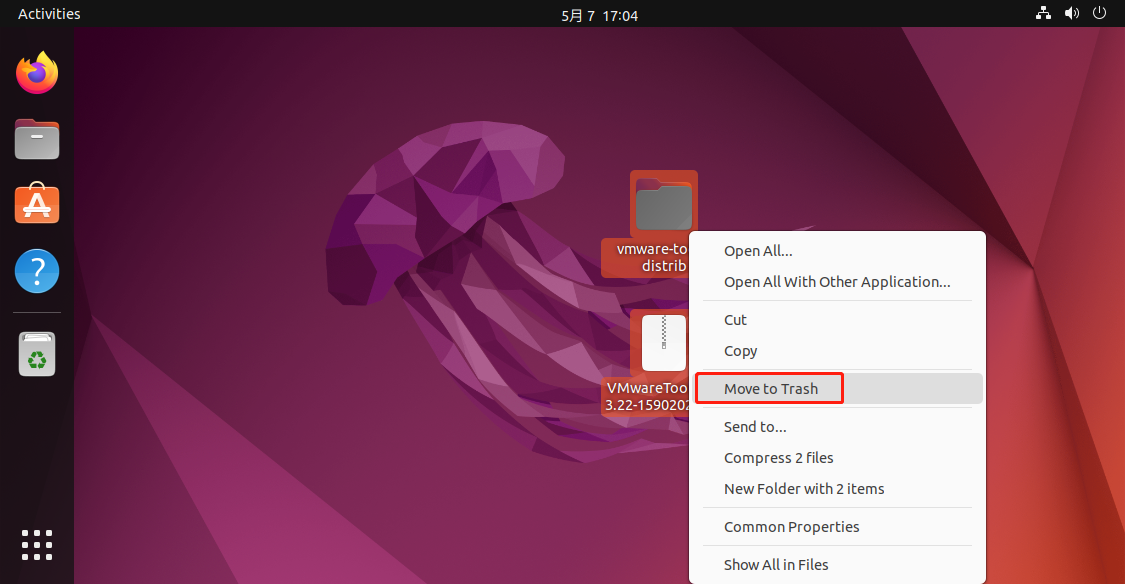 Activities
5月 7 17:04
vmware-to
distrib
VMwareToo
3.22-1590202
Open All...
Open All With Other Application...
Cut
Copy
Move to Trash
Send to...
Compress 2 files
New Folder with 2 items
Common Properties
Show All in Files